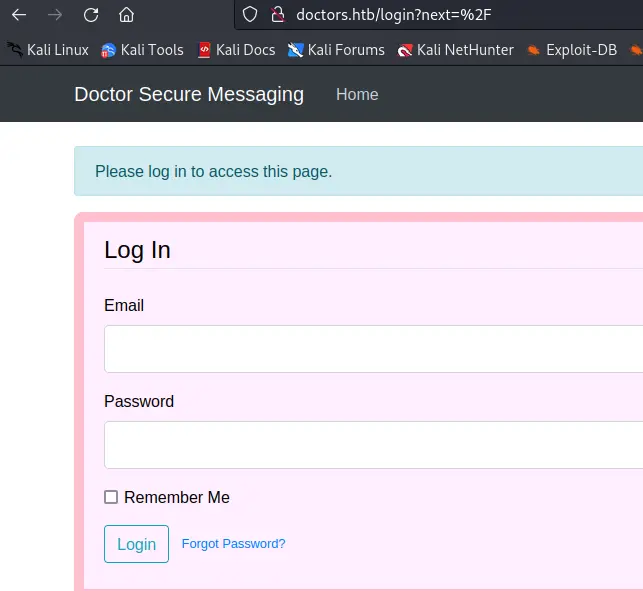 doctors.htb/login?next=%2F
Kali Linux Kali Tools Kali Docs Kali Forums Kali NetHunter Exploit-DB
Doctor Secure Messaging Home
Please log in to access this page.
Log In
Email
Password
Remember Me
Login Forgot Password?